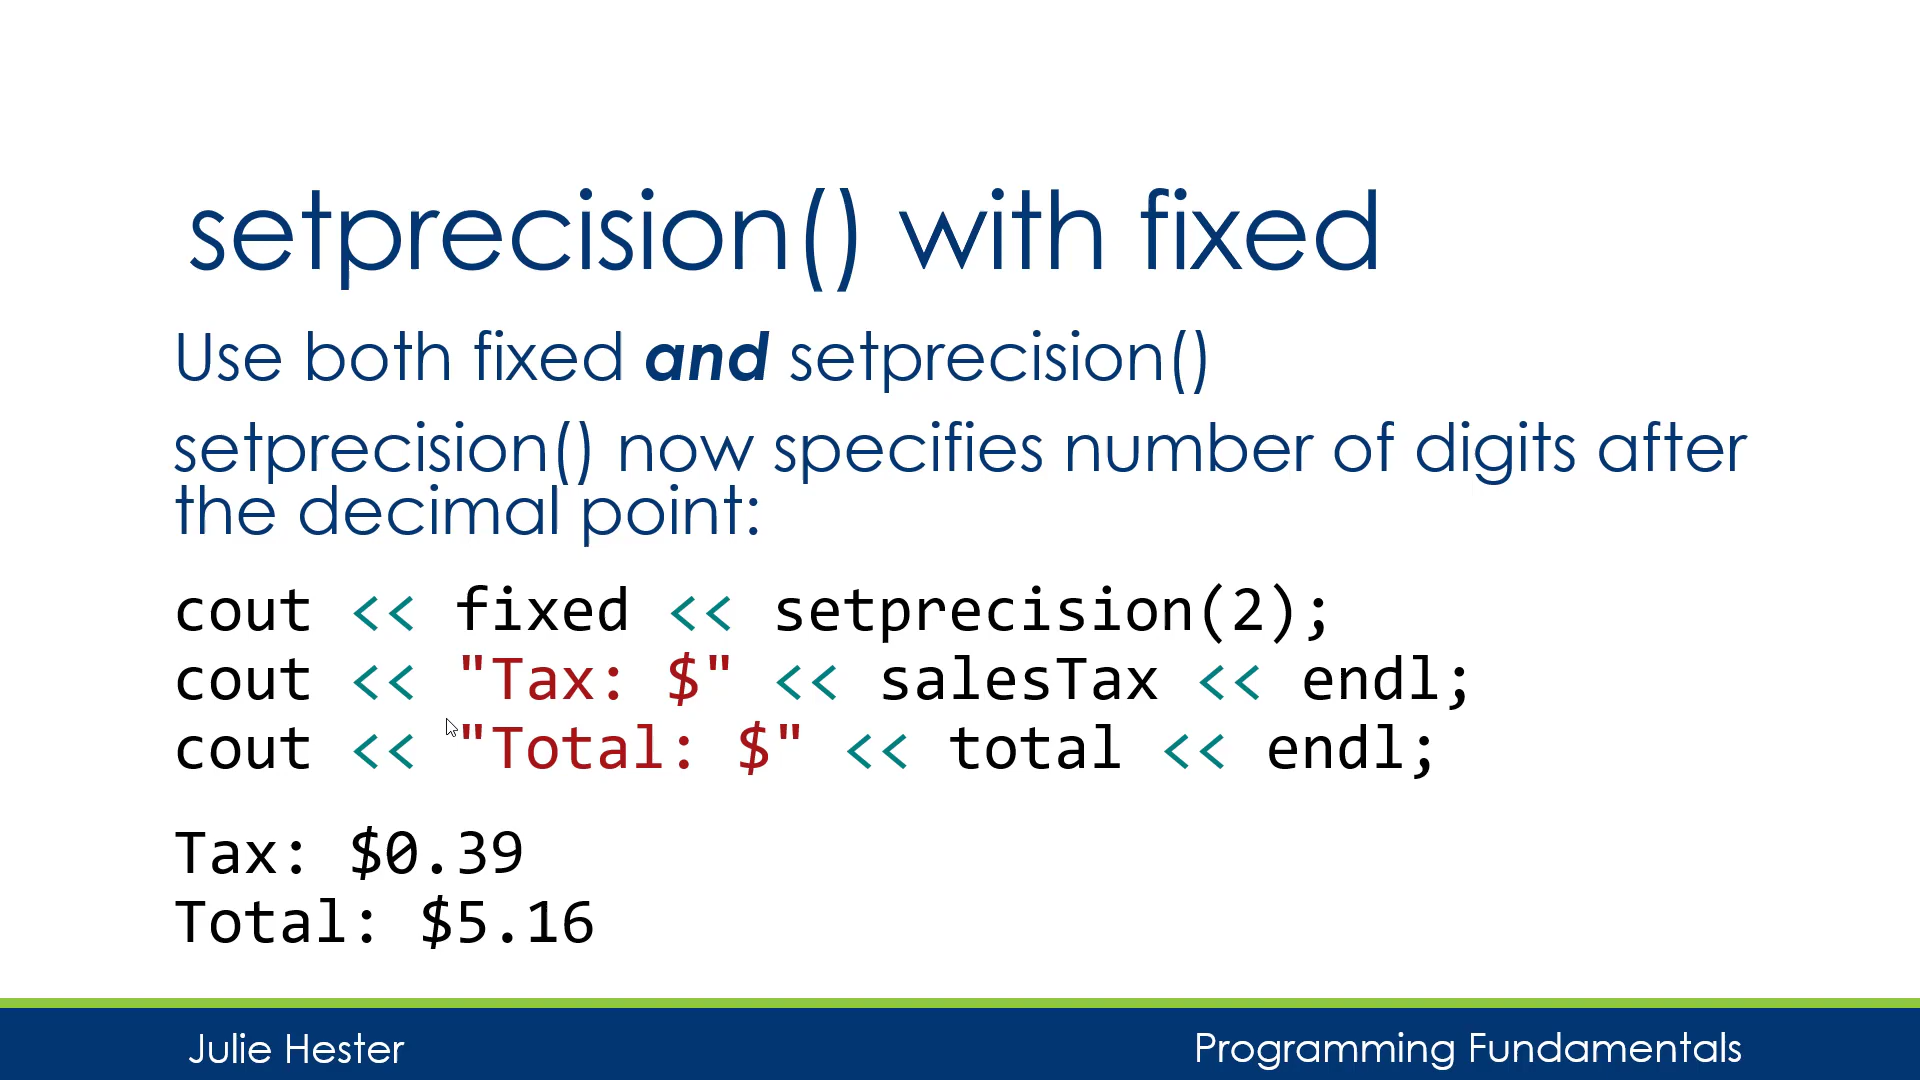 setprecision() with fixed
Use both fixed and setprecision()
setprecision() now specifies number of digits after
the decimal point:
cout << fixed << setprecision(2);
cout << "Tax: $" << salesTax << endl;
cout << "Total: $" << total << endl;
Tax: $0.39
Total: $5.16
Julie Hester
Programming Fundamentals